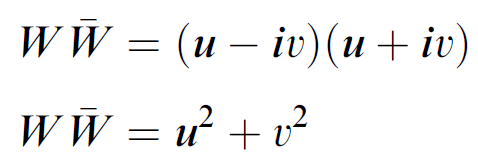 W W̄ = (u − iv)(u + iv)
W W̄ = u² + v²